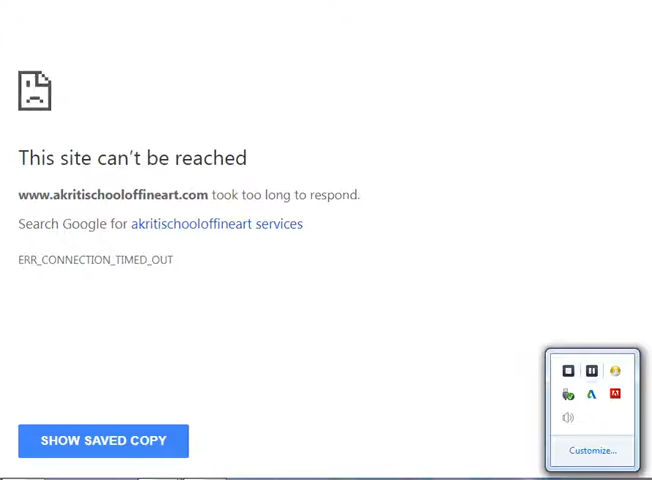 This site can't be reached
www.akritischooloffineart.com took too long to respond.
Search Google for akritischooloffineart services
ERR_CONNECTION_TIMED_OUT
SHOW SAVED COPY
Customize...